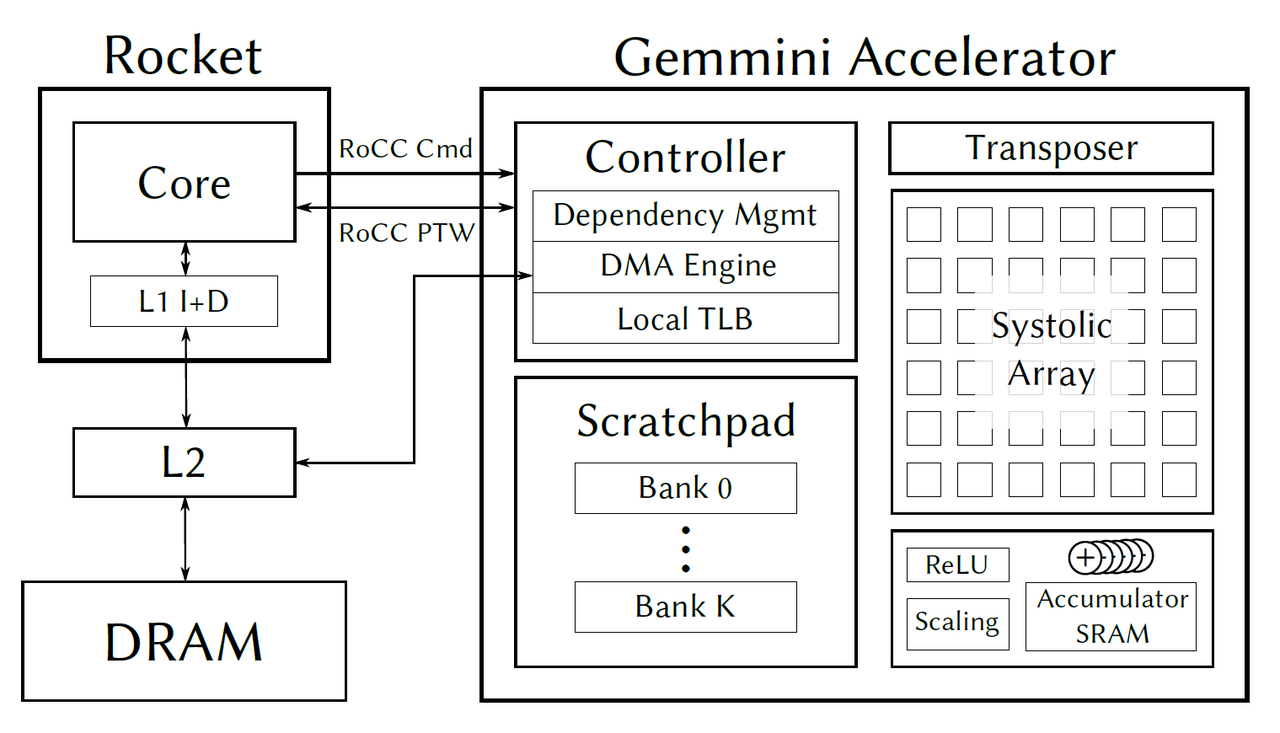 Rocket
Gemmini Accelerator
Core
L1 I+D
RoCC Cmd
RoCC PTW
L2
DRAM
Controller
Dependency Mgmt
DMA Engine
Local TLB
Scratchpad
Bank 0
Bank K
Transposer
Systolic
Array
ReLU
Scaling
+
Accumulator
SRAM